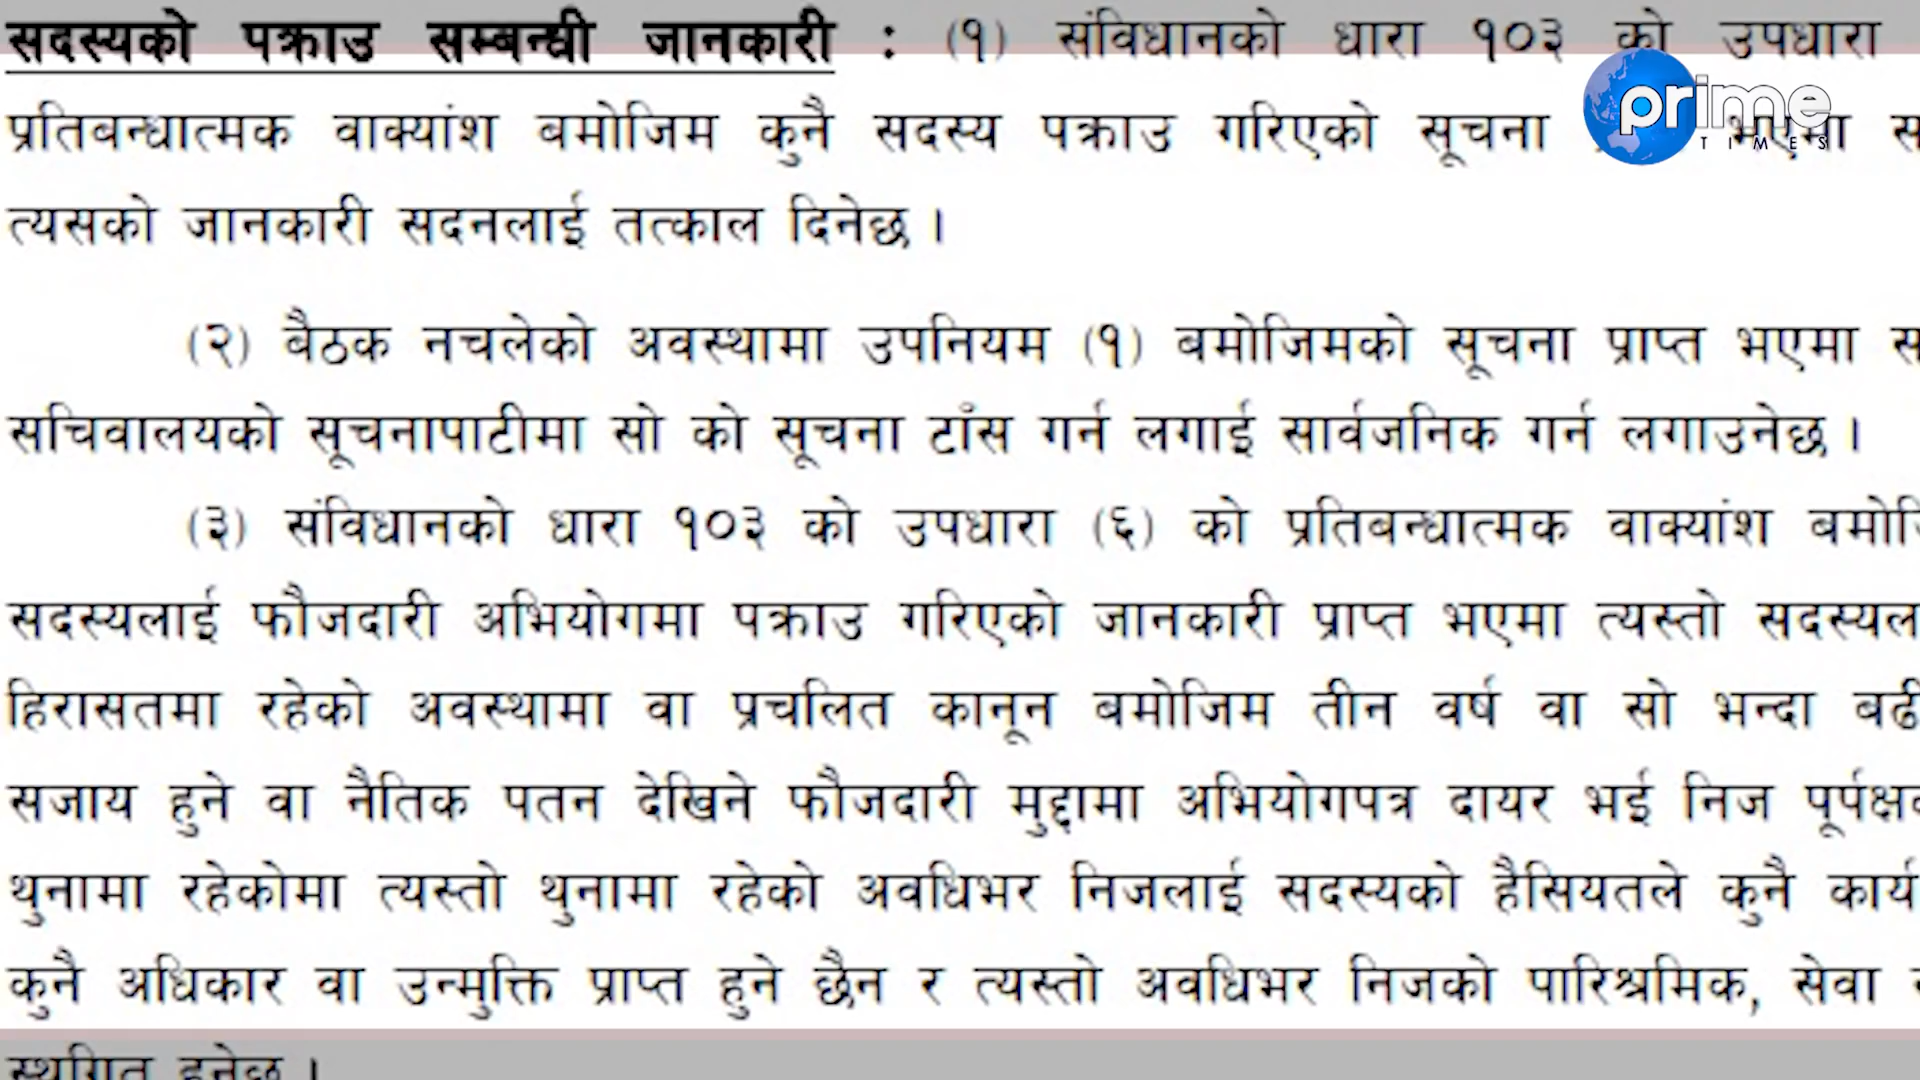 सदस्यको पक्राउ सम्बन्धी जानकारी : (१) संविधानको धारा १०३ को उपधारा
prime
TIMES
प्रतिबन्धात्मक वाक्यांश बमोजिम कुनै सदस्य पक्राउ गरिएको सूचना भएमा
त्यसको जानकारी सदनलाई तत्काल दिनेछ ।
(२) बैठक नचलेको अवस्थामा उपनियम (१) बमोजिमको सूचना प्राप्त भएमा
सचिवालयको सूचनापाटीमा सो को सूचना टाँस गर्न लगाई सार्वजनिक गर्न लगाउनेछ ।
(३) संविधानको धारा १०३ को उपधारा (६) को प्रतिबन्धात्मक वाक्यांश
सदस्यलाई फौजदारी अभियोगमा पक्राउ गरिएको जानकारी प्राप्त भएमा त्यस्तो
हिरासतमा रहेको अवस्थामा वा प्रचलित कानून बमोजिम तीन वर्ष वा सो भन्दा
सजाय हुने वा नैतिक पतन देखिने फौजदारी मुद्दामा अभियोगपत्र दायर भई निज
थुनामा रहेकोमा त्यस्तो थुनामा रहेको अवधिभर निजलाई सदस्यको हैसियतले कुनै कार्य
कुनै अधिकार वा उन्मुक्ति प्राप्त हुने छैन र त्यस्तो अवधिभर निजको पारिश्रमिक, सेवा
स्थगित हुनेछ ।